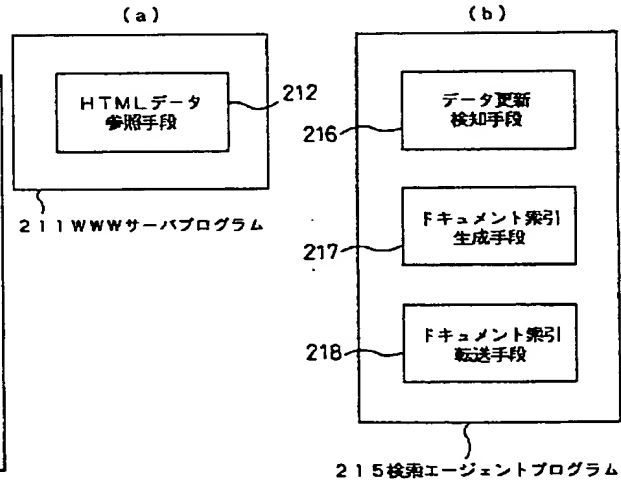 (a)
HTMLデータ
参照手段
212
211WWWサーバプログラム
(b)
データ更新
検知手段
216
ドキュメント索引
生成手段
217
ドキュメント索引
転送手段
218
215検索エージェントプログラム